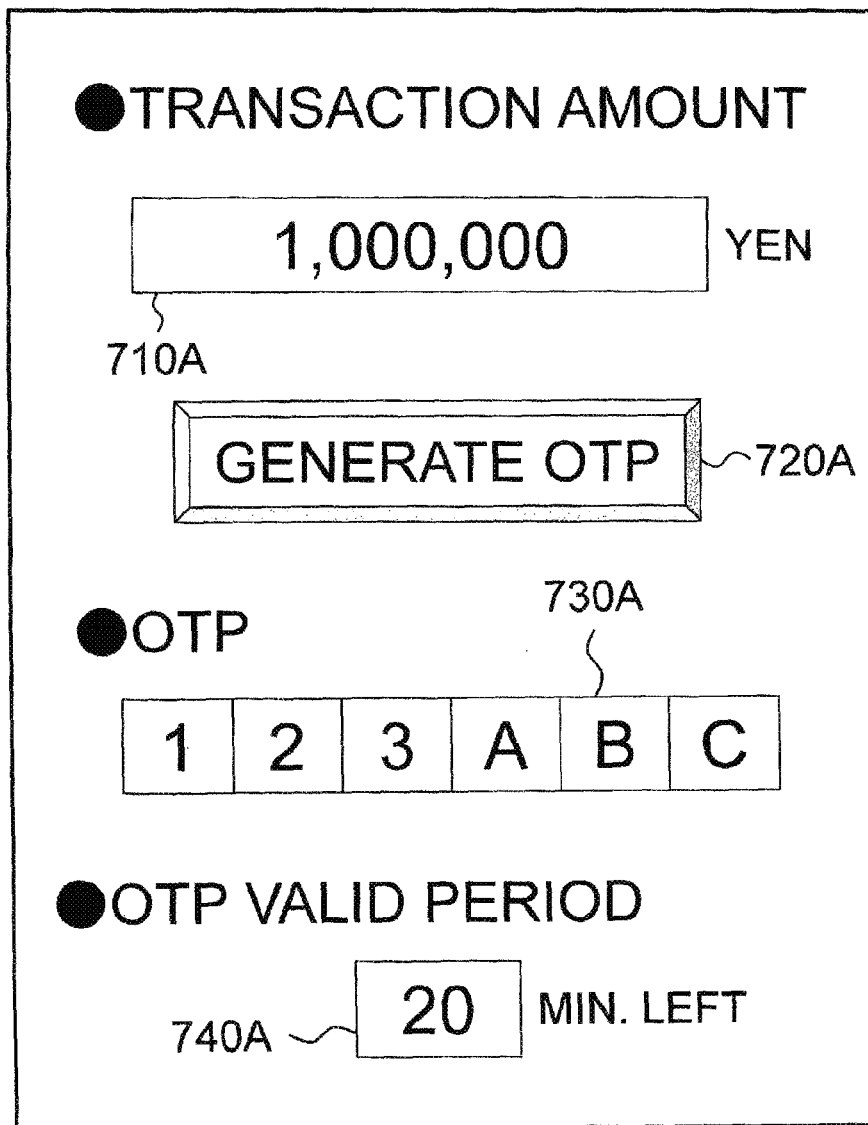 ●TRANSACTION AMOUNT
1,000,000 YEN
710A
GENERATE OTP 720A
730A
●OTP
1 2 3 A B C
●OTP VALID PERIOD
20 MIN. LEFT
740A